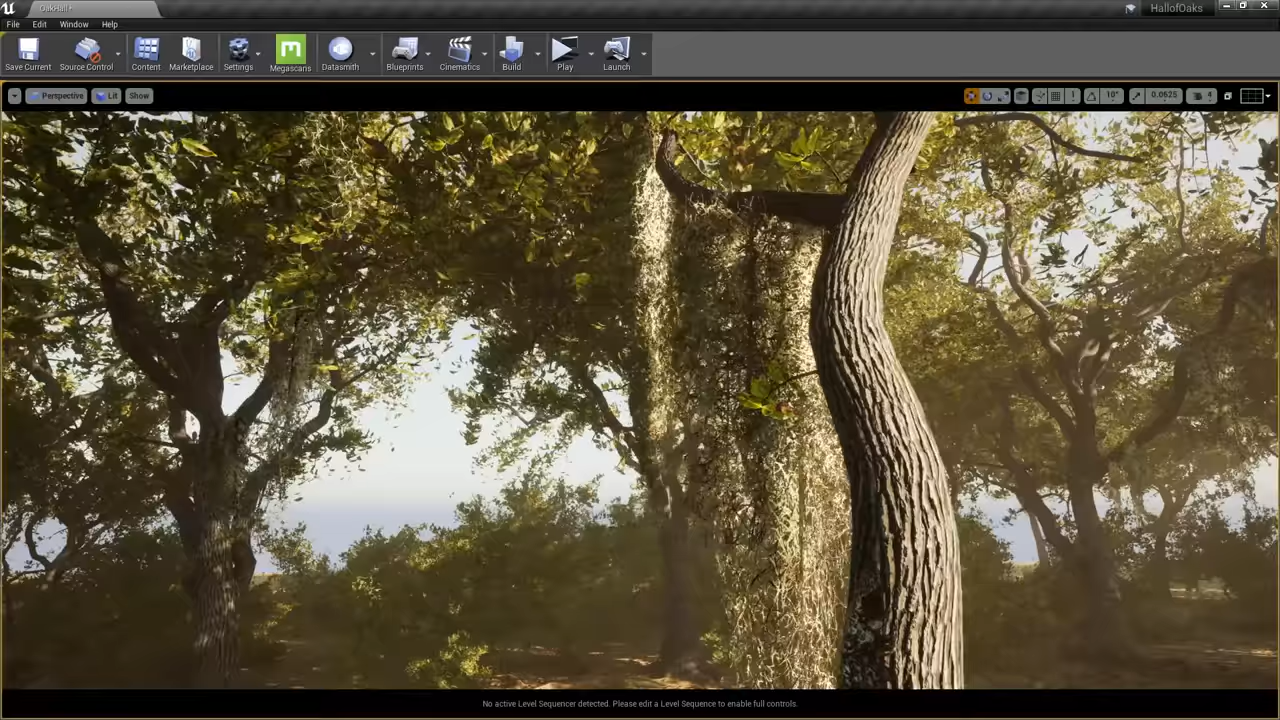 OakHall*
HallofOaks
File Edit Window Help
Save Current Source Control Content Marketplace Settings Megascans Datasmith Blueprints Cinematics Build Play Launch
Perspective Lit Show 10° 0.0625 4
No active Level Sequencer detected. Please edit a Level Sequence to enable full controls.